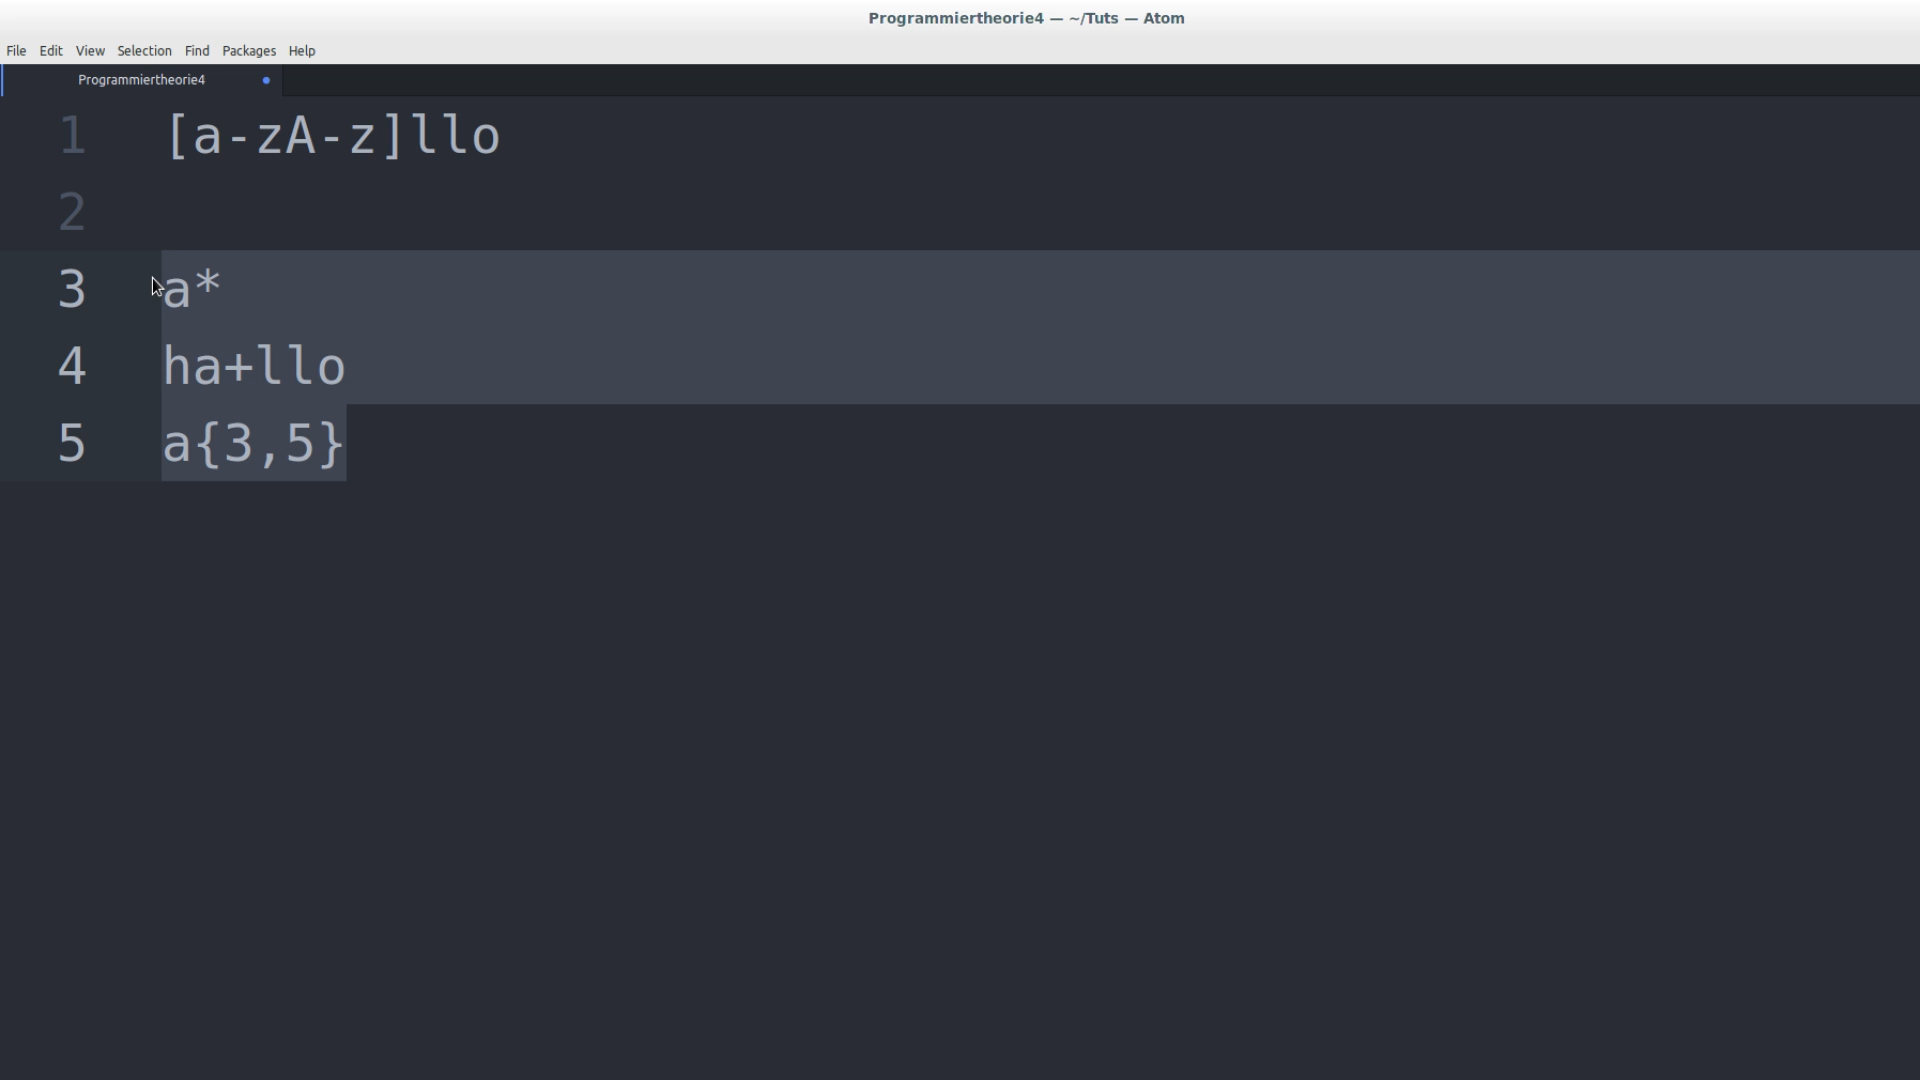 Programmiertheorie4 — ~/Tuts — Atom
File Edit View Selection Find Packages Help
Programmiertheorie4
1 [a-zA-z]llo
2
3 a*
4 ha+llo
5 a{3,5}